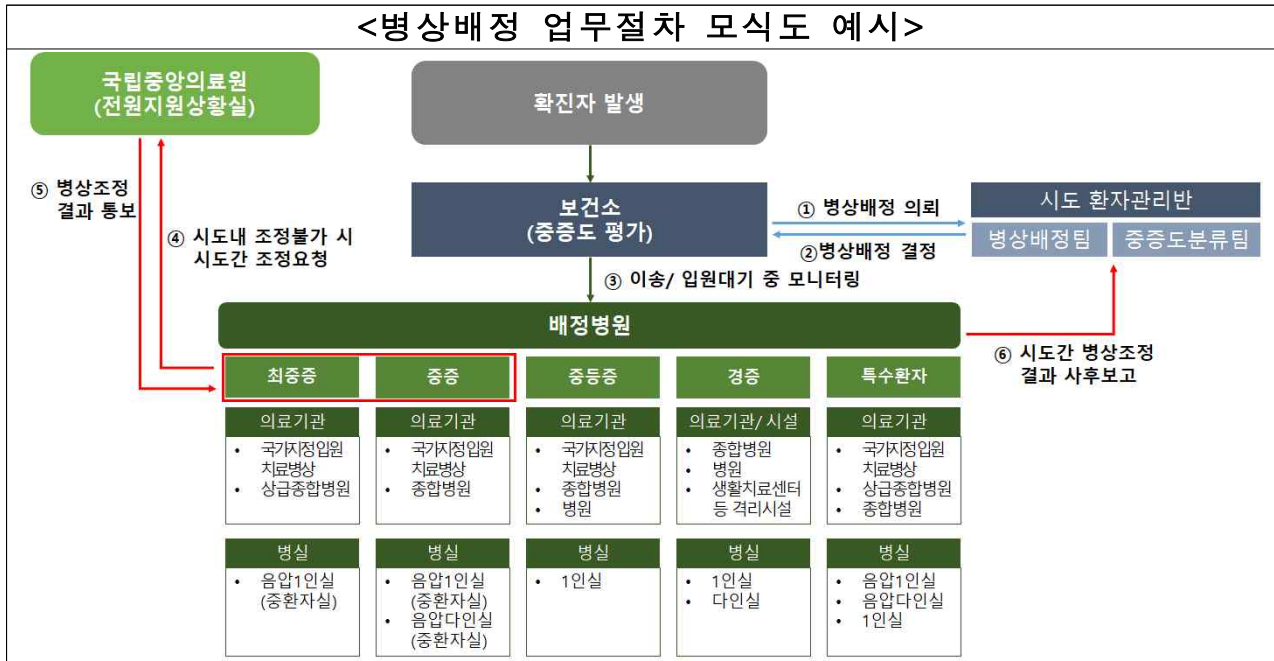 <병상배정 업무절차 모식도 예시>
국립중앙의료원
(전원지원상황실)
확진자 발생
⑤ 병상조정
결과 통보
④ 시도내 조정불가 시
시도간 조정요청
보건소
(중증도 평가)
① 병상배정 의뢰
②병상배정 결정
시도 환자관리반
병상배정팀
중증도분류팀
③ 이송/ 입원대기 중 모니터링
배정병원
⑥ 시도간 병상조정
결과 사후보고
최중증
중증
중등증
경증
특수환자
의료기관
• 국가지정입원
치료병상
• 상급종합병원
의료기관
• 국가지정입원
치료병상
• 종합병원
의료기관
• 국가지정입원
치료병상
• 종합병원
• 병원
의료기관/ 시설
• 종합병원
• 병원
• 생활치료센터
등 격리시설
의료기관
• 국가지정입원
치료병상
• 상급종합병원
• 종합병원
병실
• 음압1인실
(중환자실)
병실
• 음압1인실
(중환자실)
• 음압다인실
(중환자실)
병실
• 1인실
병실
• 1인실
• 다인실
병실
• 음압1인실
• 음압다인실
• 1인실